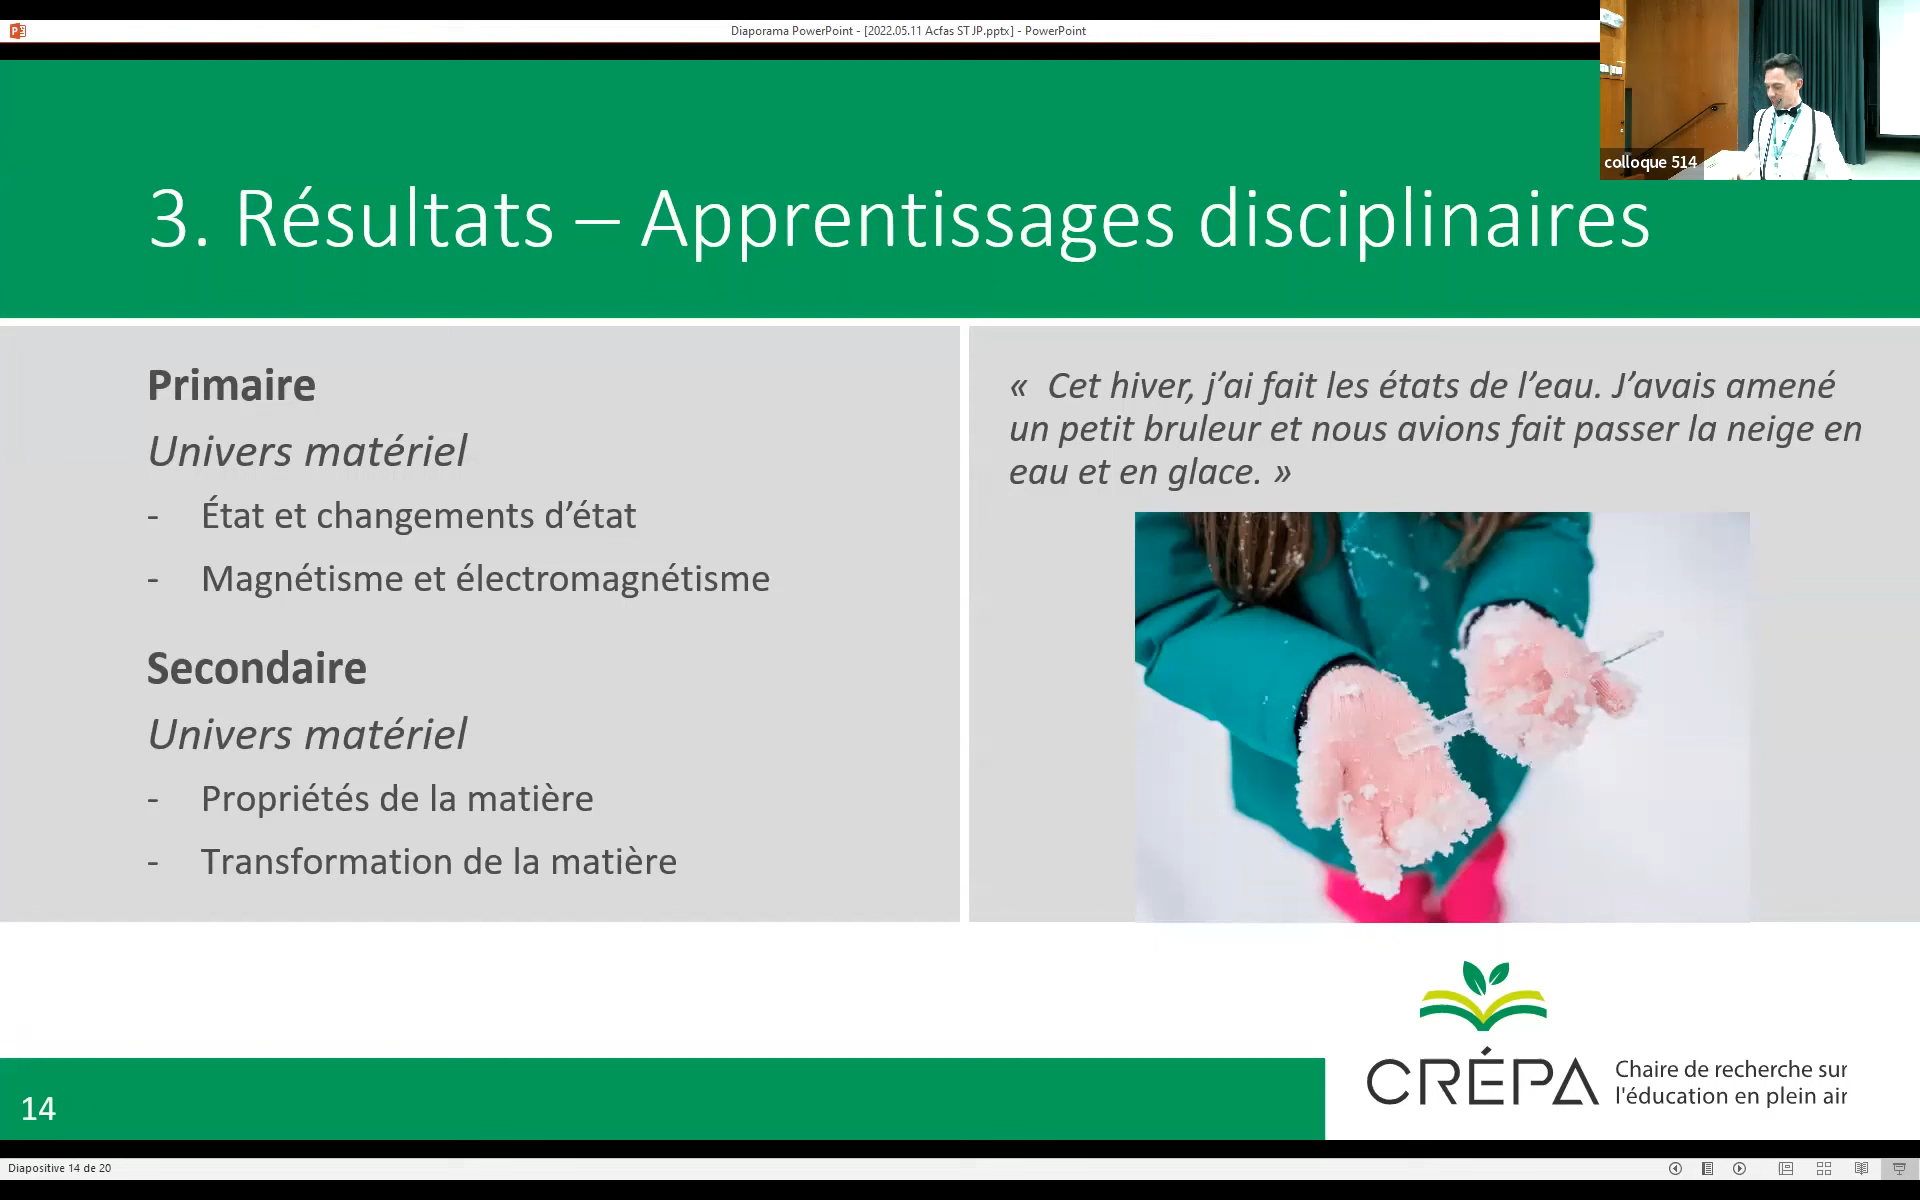 Diaporama PowerPoint - [2022.05.11 Acfas ST JP.pptx] - PowerPoint
colloque 514
3. Résultats – Apprentissages disciplinaires
Primaire
Univers matériel
- État et changements d’état
- Magnétisme et électromagnétisme
Secondaire
Univers matériel
- Propriétés de la matière
- Transformation de la matière
« Cet hiver, j’ai fait les états de l’eau. J’avais amené
un petit bruleur et nous avions fait passer la neige en
eau et en glace. »
CRÉPA
Chaire de recherche sur
l'éducation en plein air
14
Diapositive 14 de 20